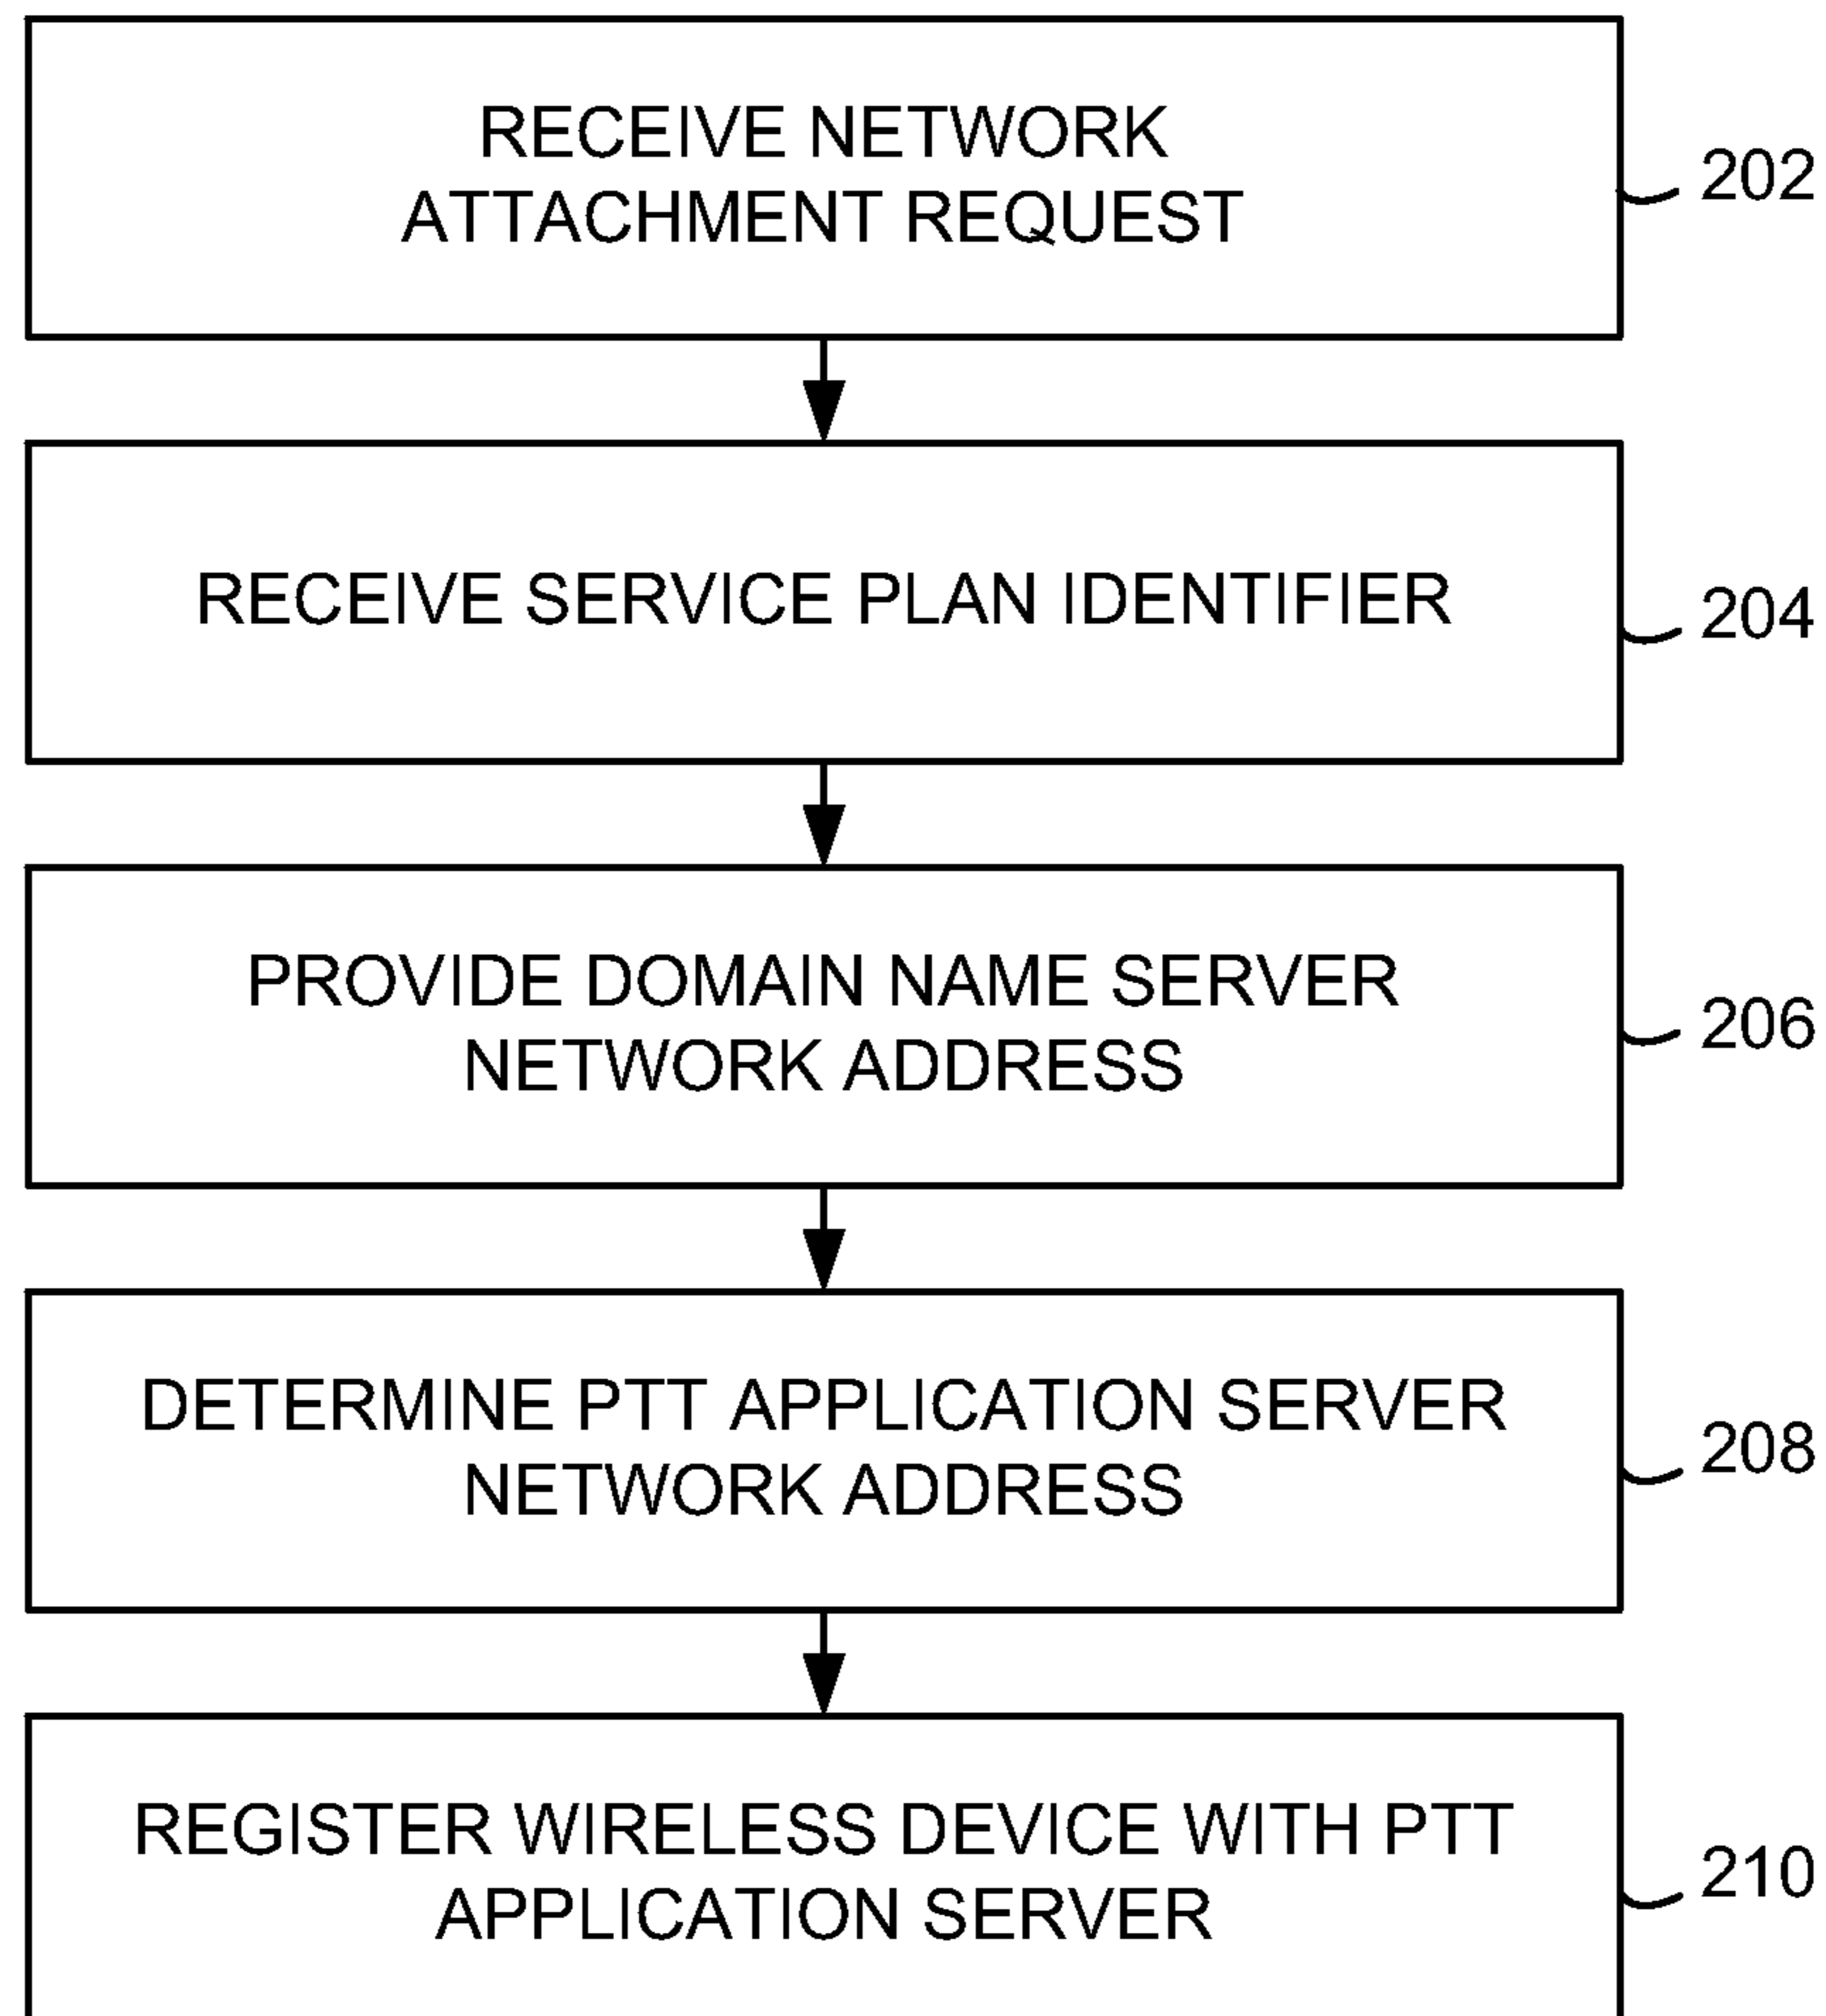 RECEIVE NETWORK
ATTACHMENT REQUEST
202
RECEIVE SERVICE PLAN IDENTIFIER
204
PROVIDE DOMAIN NAME SERVER
NETWORK ADDRESS
206
DETERMINE PTT APPLICATION SERVER
NETWORK ADDRESS
208
REGISTER WIRELESS DEVICE WITH PTT
APPLICATION SERVER
210